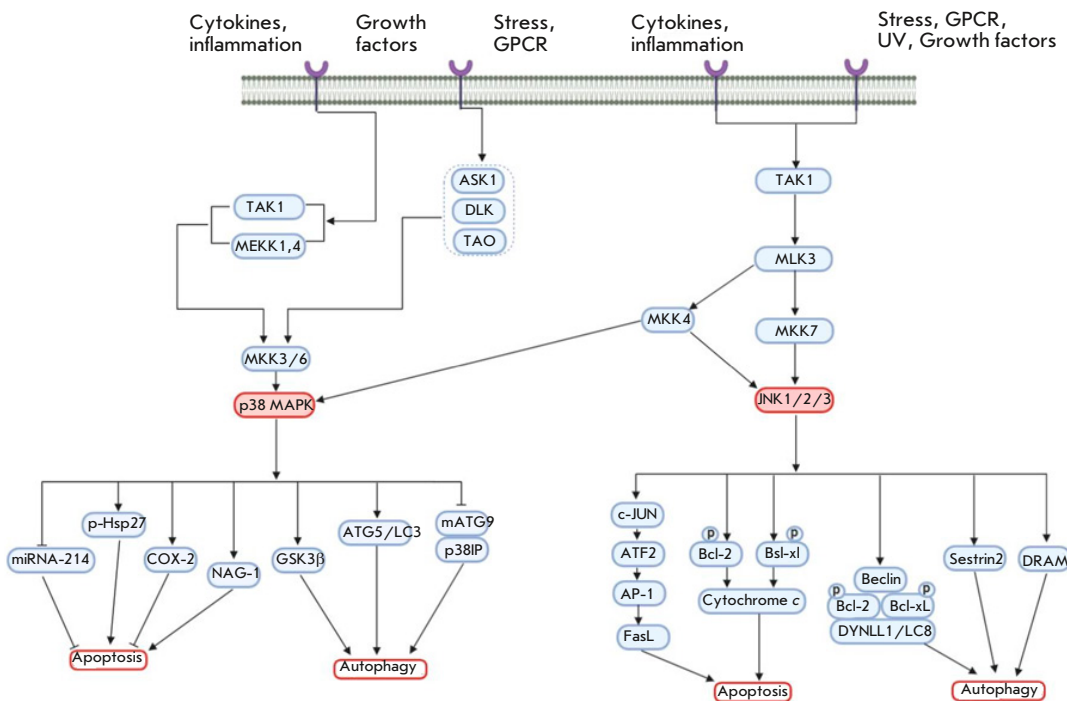 Cytokines,
inflammation
Growth
factors
Stress,
GPCR
Cytokines,
inflammation
Stress, GPCR,
UV, Growth factors
TAK1
MEKK1,4
ASK1
DLK
TAO
TAK1
MLK3
MKK4
MKK7
MKK3/6
p38 MAPK
JNK1/2/3
miRNA-214
p-Hsp27
COX-2
NAG-1
GSK3β
ATG5/LC3
mATG9
p38IP
Apoptosis
Autophagy
c-JUN
ATF2
AP-1
FasL
p
Bcl-2
p
Bsl-xl
Cytochrome c
Beclin
p
Bcl-2
p
Bcl-xL
DYNLL1/LC8
Sestrin2
DRAM
Apoptosis
Autophagy